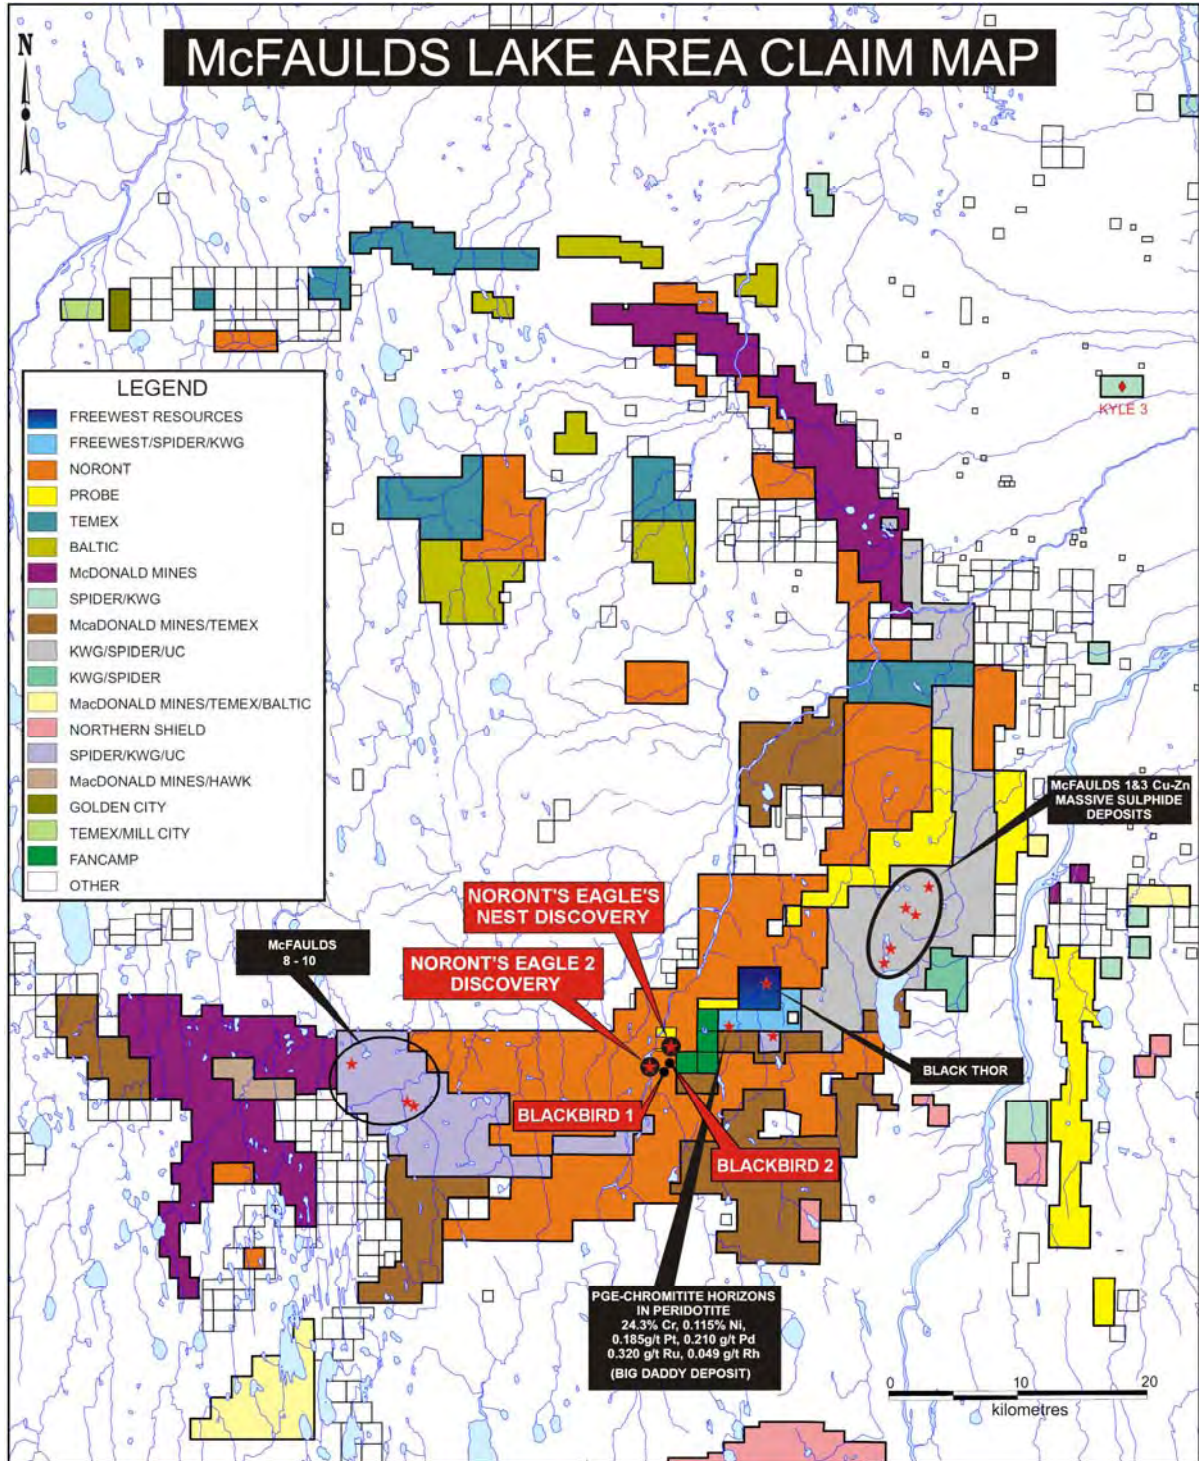 N
McFAULDS LAKE AREA CLAIM MAP
KYLE 3
LEGEND
FREEWEST RESOURCES
FREEWEST/SPIDER/KWG
NORONT
PROBE
TEMEX
BALTIC
McDONALD MINES
SPIDER/KWG
McaDONALD MINES/TEMEX
KWG/SPIDER/UC
KWG/SPIDER
MacDONALD MINES/TEMEX/BALTIC
NORTHERN SHIELD
SPIDER/KWG/UC
MacDONALD MINES/HAWK
GOLDEN CITY
TEMEX/MILL CITY
FANCAMP
OTHER
McFAULDS 1&3 Cu-Zn
MASSIVE SULPHIDE
DEPOSITS
NORONT'S EAGLE'S
NEST DISCOVERY
McFAULDS
8 - 10
NORONT'S EAGLE 2
DISCOVERY
BLACK THOR
BLACKBIRD 1
BLACKBIRD 2
PGE-CHROMITITE HORIZONS
IN PERIDOTITE
24.3% Cr, 0.115% Ni,
0.185g/t Pt, 0.210 g/t Pd
0.320 g/t Ru, 0.049 g/t Rh
(BIG DADDY DEPOSIT)
0 10 20
kilometres